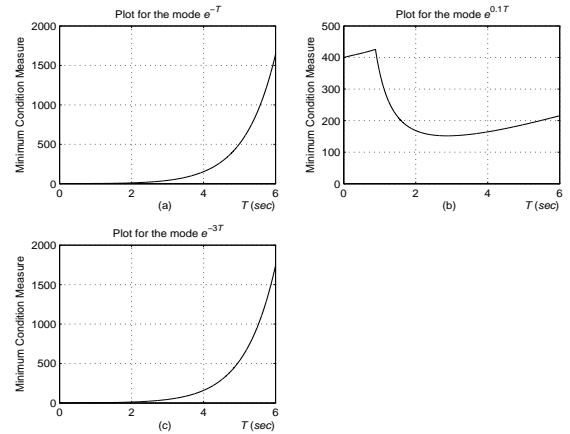 Plot for the mode e^−T
Minimum Condition Measure
2000
1500
1000
500
0
0 2 4 6
(a) T (sec)
Plot for the mode e^0.1T
Minimum Condition Measure
500
400
300
200
100
0
0 2 4 6
(b) T (sec)
Plot for the mode e^−3T
Minimum Condition Measure
2000
1500
1000
500
0
0 2 4 6
(c) T (sec)